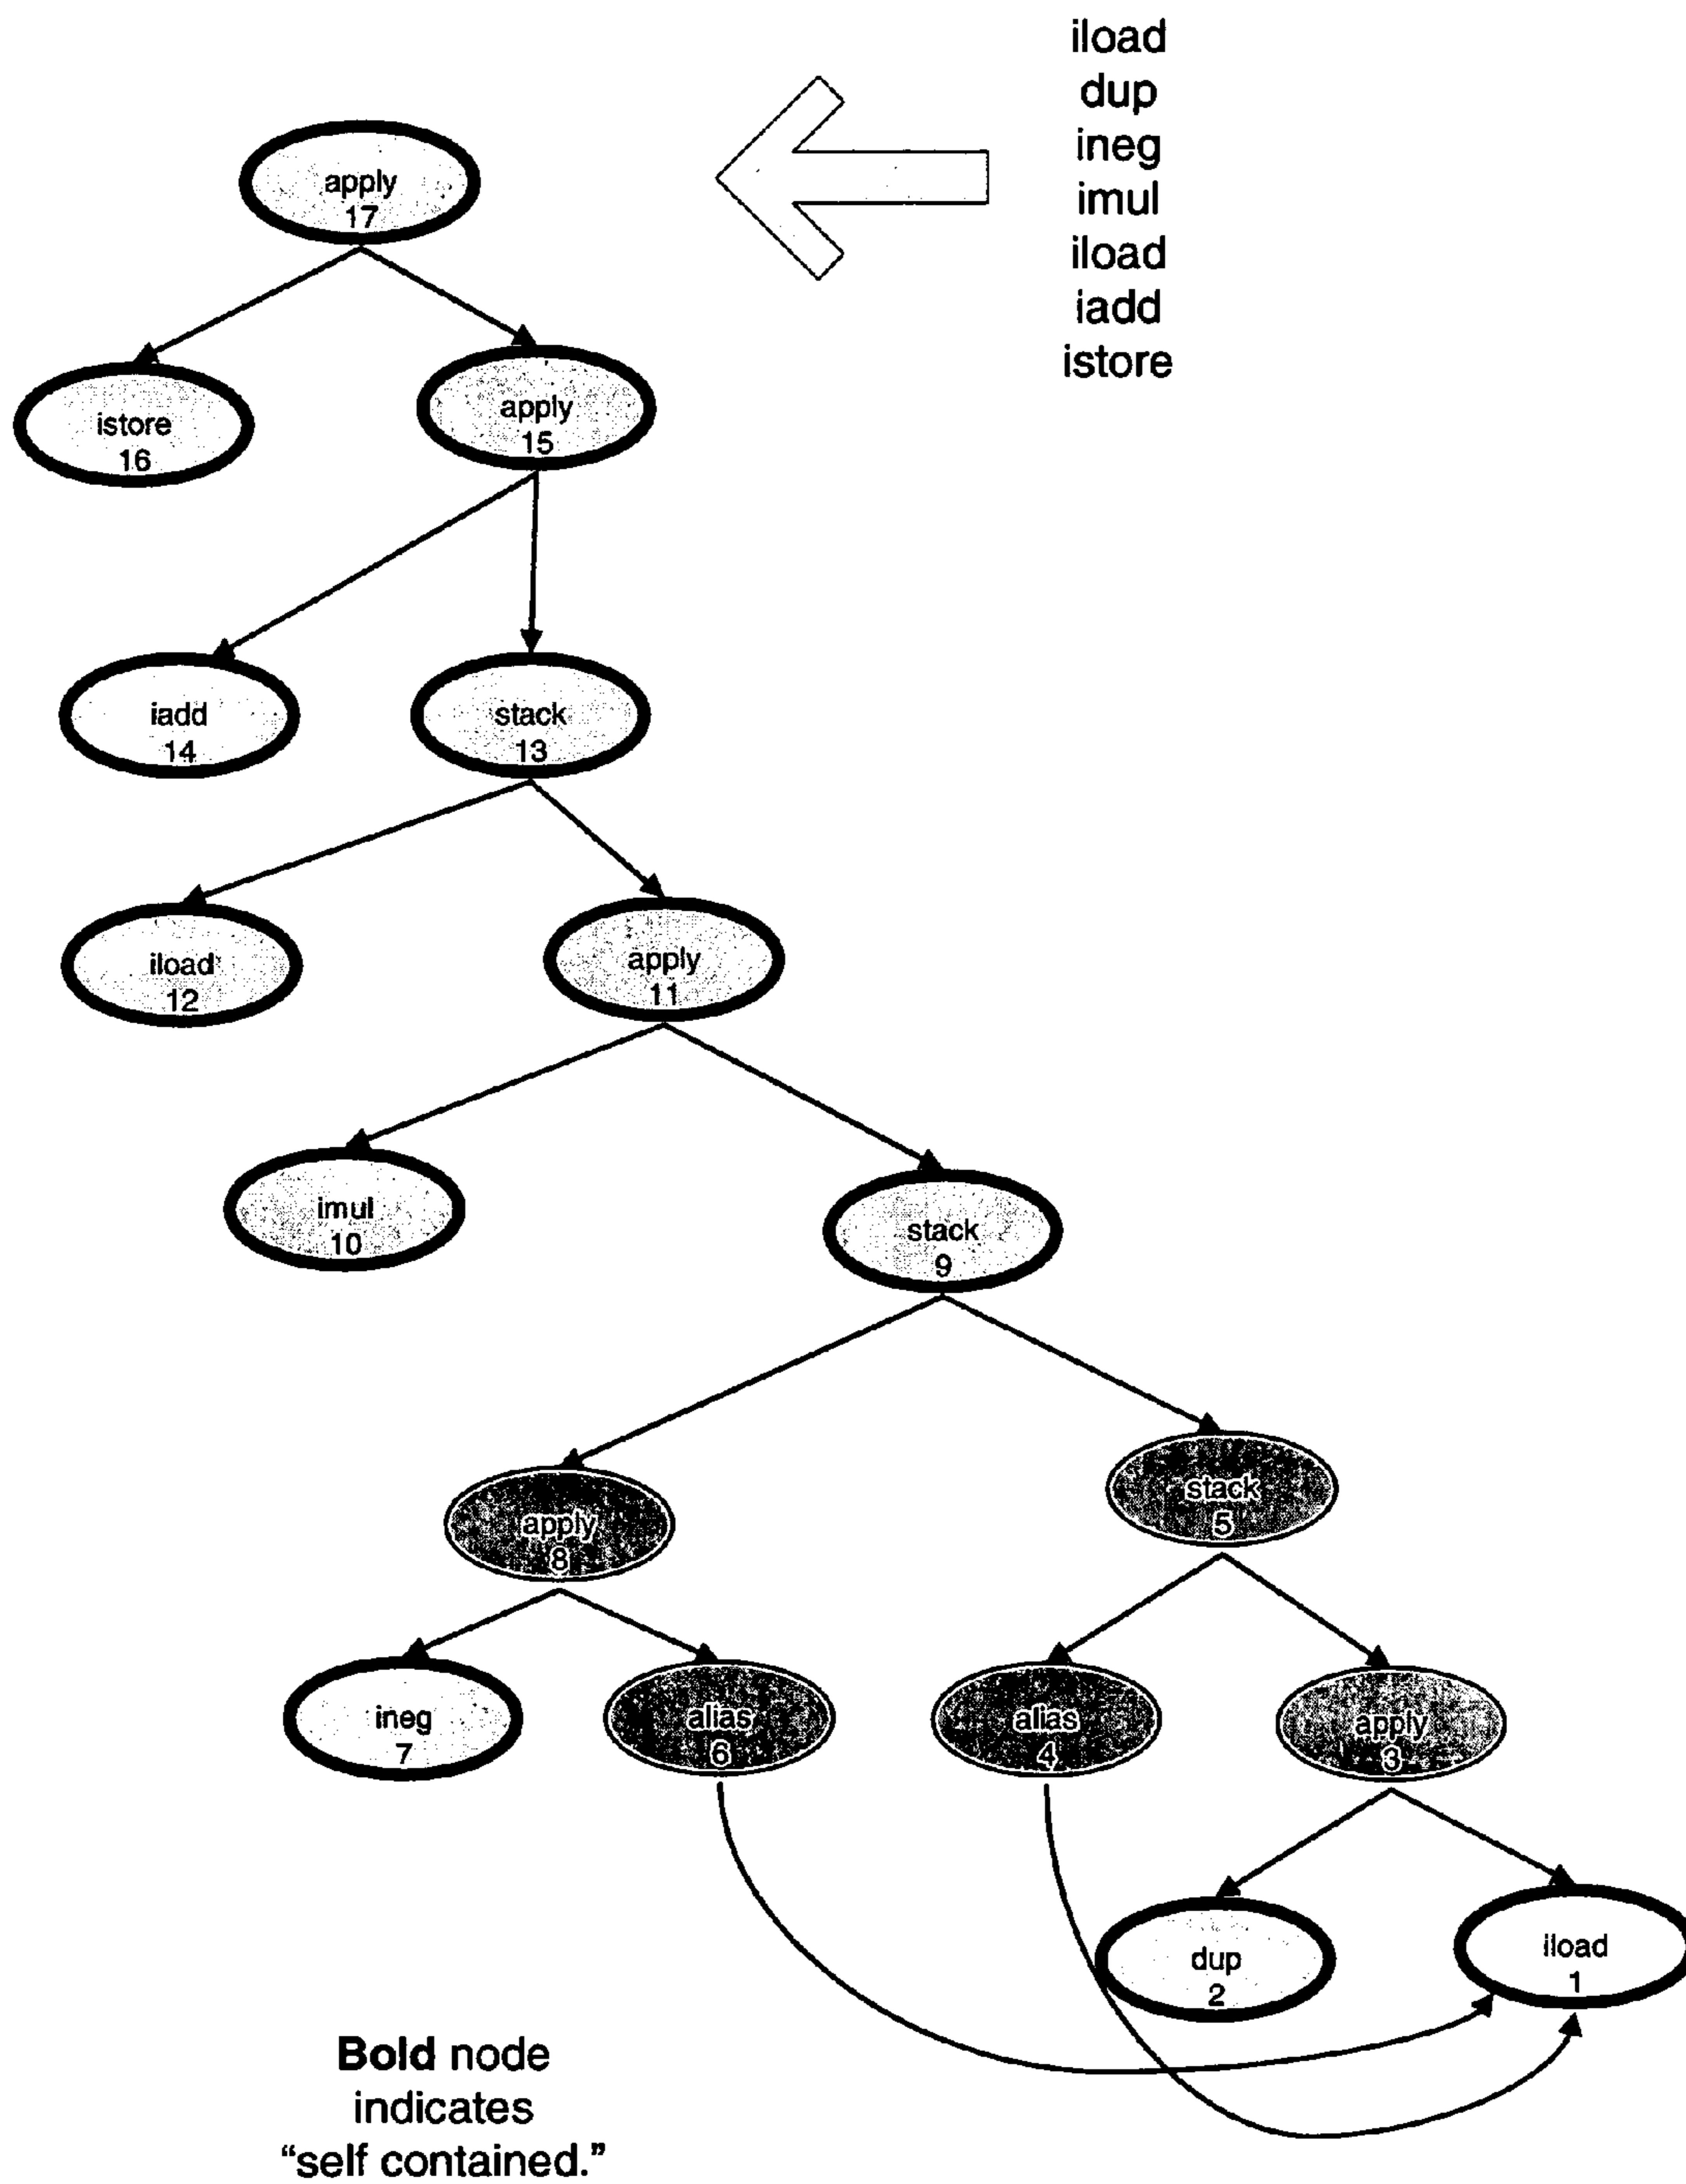 iload
dup
ineg
imul
iload
iadd
istore
apply
17
istore
16
apply
15
iadd
14
stack
13
iload
12
apply
11
imul
10
stack
9
apply
8
stack
5
ineg
7
alias
6
alias
4
apply
3
dup
2
iload
1
Bold node
indicates
“self contained.”